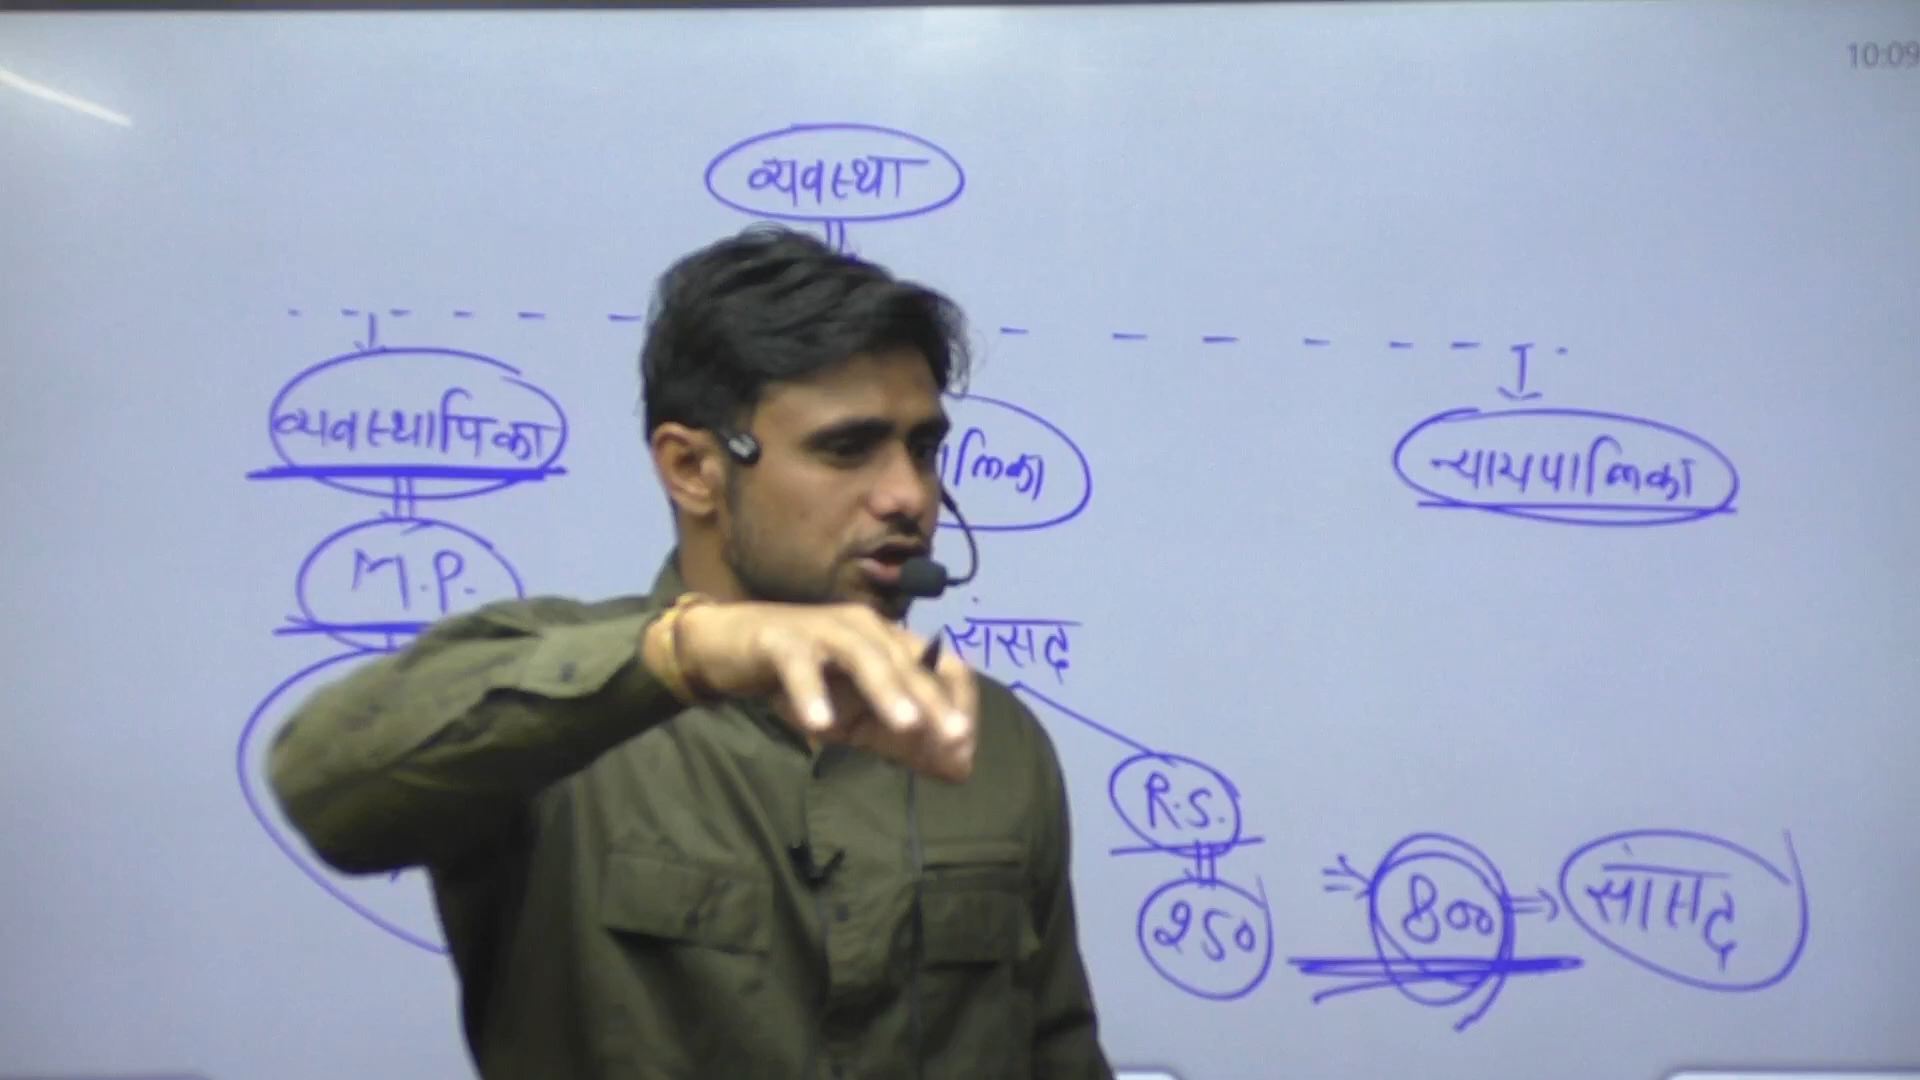 10:09
व्यवस्था
व्यवस्थापिका
लिका
न्यायपालिका
M.P.
संसद
R.S.
250
800
सांसद